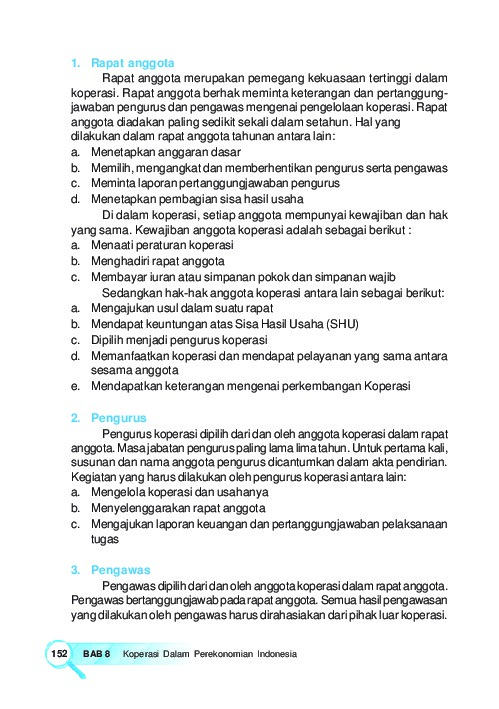 1. Rapat anggota
Rapat anggota merupakan pemegang kekuasaan tertinggi dalam
koperasi. Rapat anggota berhak meminta keterangan dan pertanggung-
jawaban pengurus dan pengawas mengenai pengelolaan koperasi. Rapat
anggota diadakan paling sedikit sekali dalam setahun. Hal yang
dilakukan dalam rapat anggota tahunan antara lain:
a. Menetapkan anggaran dasar
b. Memilih, mengangkat dan memberhentikan pengurus serta pengawas
c. Meminta laporan pertanggungjawaban pengurus
d. Menetapkan pembagian sisa hasil usaha
Di dalam koperasi, setiap anggota mempunyai kewajiban dan hak
yang sama. Kewajiban anggota koperasi adalah sebagai berikut :
a. Menaati peraturan koperasi
b. Menghadiri rapat anggota
c. Membayar iuran atau simpanan pokok dan simpanan wajib
Sedangkan hak-hak anggota koperasi antara lain sebagai berikut:
a. Mengajukan usul dalam suatu rapat
b. Mendapat keuntungan atas Sisa Hasil Usaha (SHU)
c. Dipilih menjadi pengurus koperasi
d. Memanfaatkan koperasi dan mendapat pelayanan yang sama antara
sesama anggota
e. Mendapatkan keterangan mengenai perkembangan Koperasi
2. Pengurus
Pengurus koperasi dipilih dari dan oleh anggota koperasi dalam rapat
anggota. Masa jabatan pengurus paling lama lima tahun. Untuk pertama kali,
susunan dan nama anggota pengurus dicantumkan dalam akta pendirian.
Kegiatan yang harus dilakukan oleh pengurus koperasi antara lain:
a. Mengelola koperasi dan usahanya
b. Menyelenggarakan rapat anggota
c. Mengajukan laporan keuangan dan pertanggungjawaban pelaksanaan
tugas
3. Pengawas
Pengawas dipilih dari dan oleh anggota koperasi dalam rapat anggota.
Pengawas bertanggungjawab pada rapat anggota. Semua hasil pengawasan
yang dilakukan oleh pengawas harus dirahasiakan dari pihak luar koperasi.
152 BAB 8 Koperasi Dalam Perekonomian Indonesia